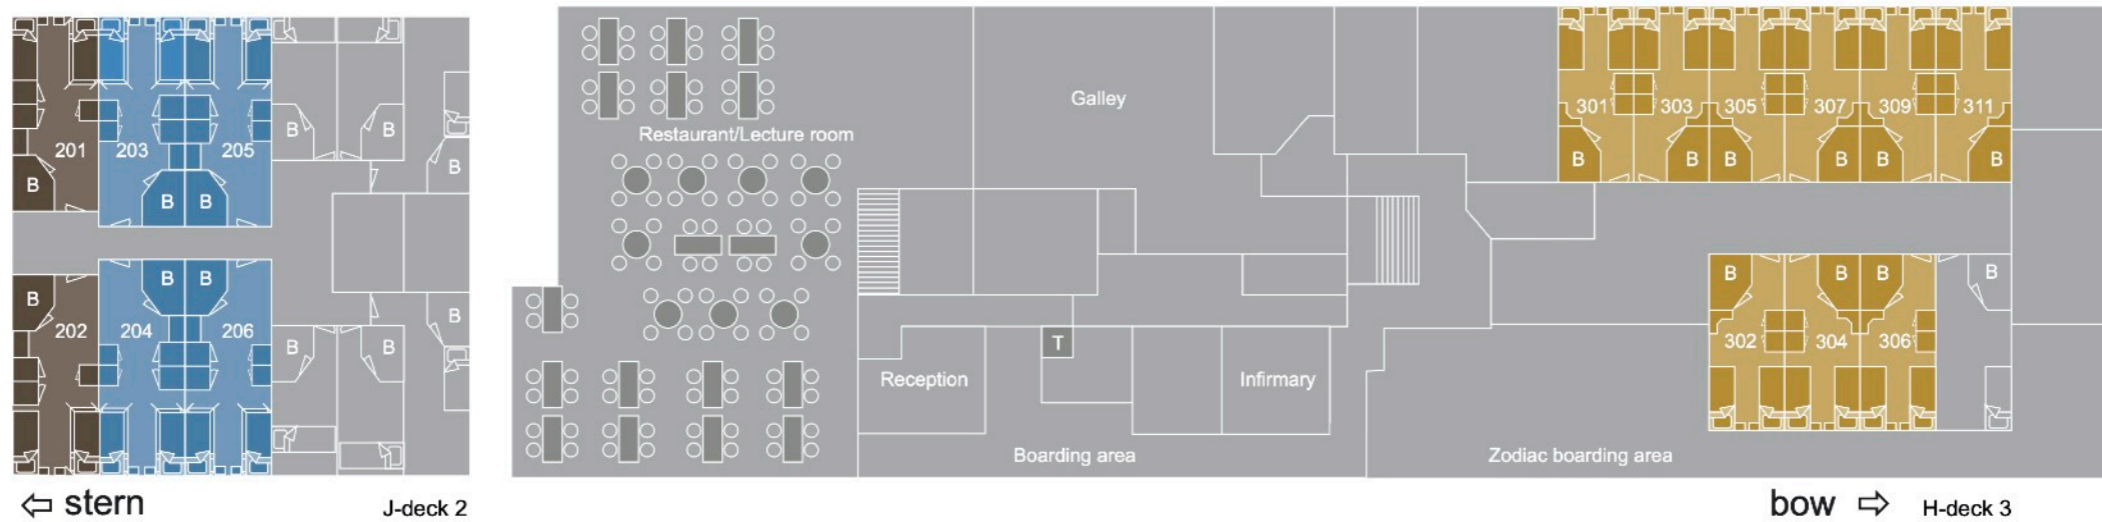 B
B
201
203
205
B
B
B
B
B
B
B
B
B
202
204
206
B
B
B
stern
J-deck 2
Galley
Restaurant/Lecture room
301
303
305
307
309
311
B
B
B
B
B
B
B
B
B
B
T
302
304
306
Reception
Infirmary
Boarding area
Zodiac boarding area
bow
H-deck 3